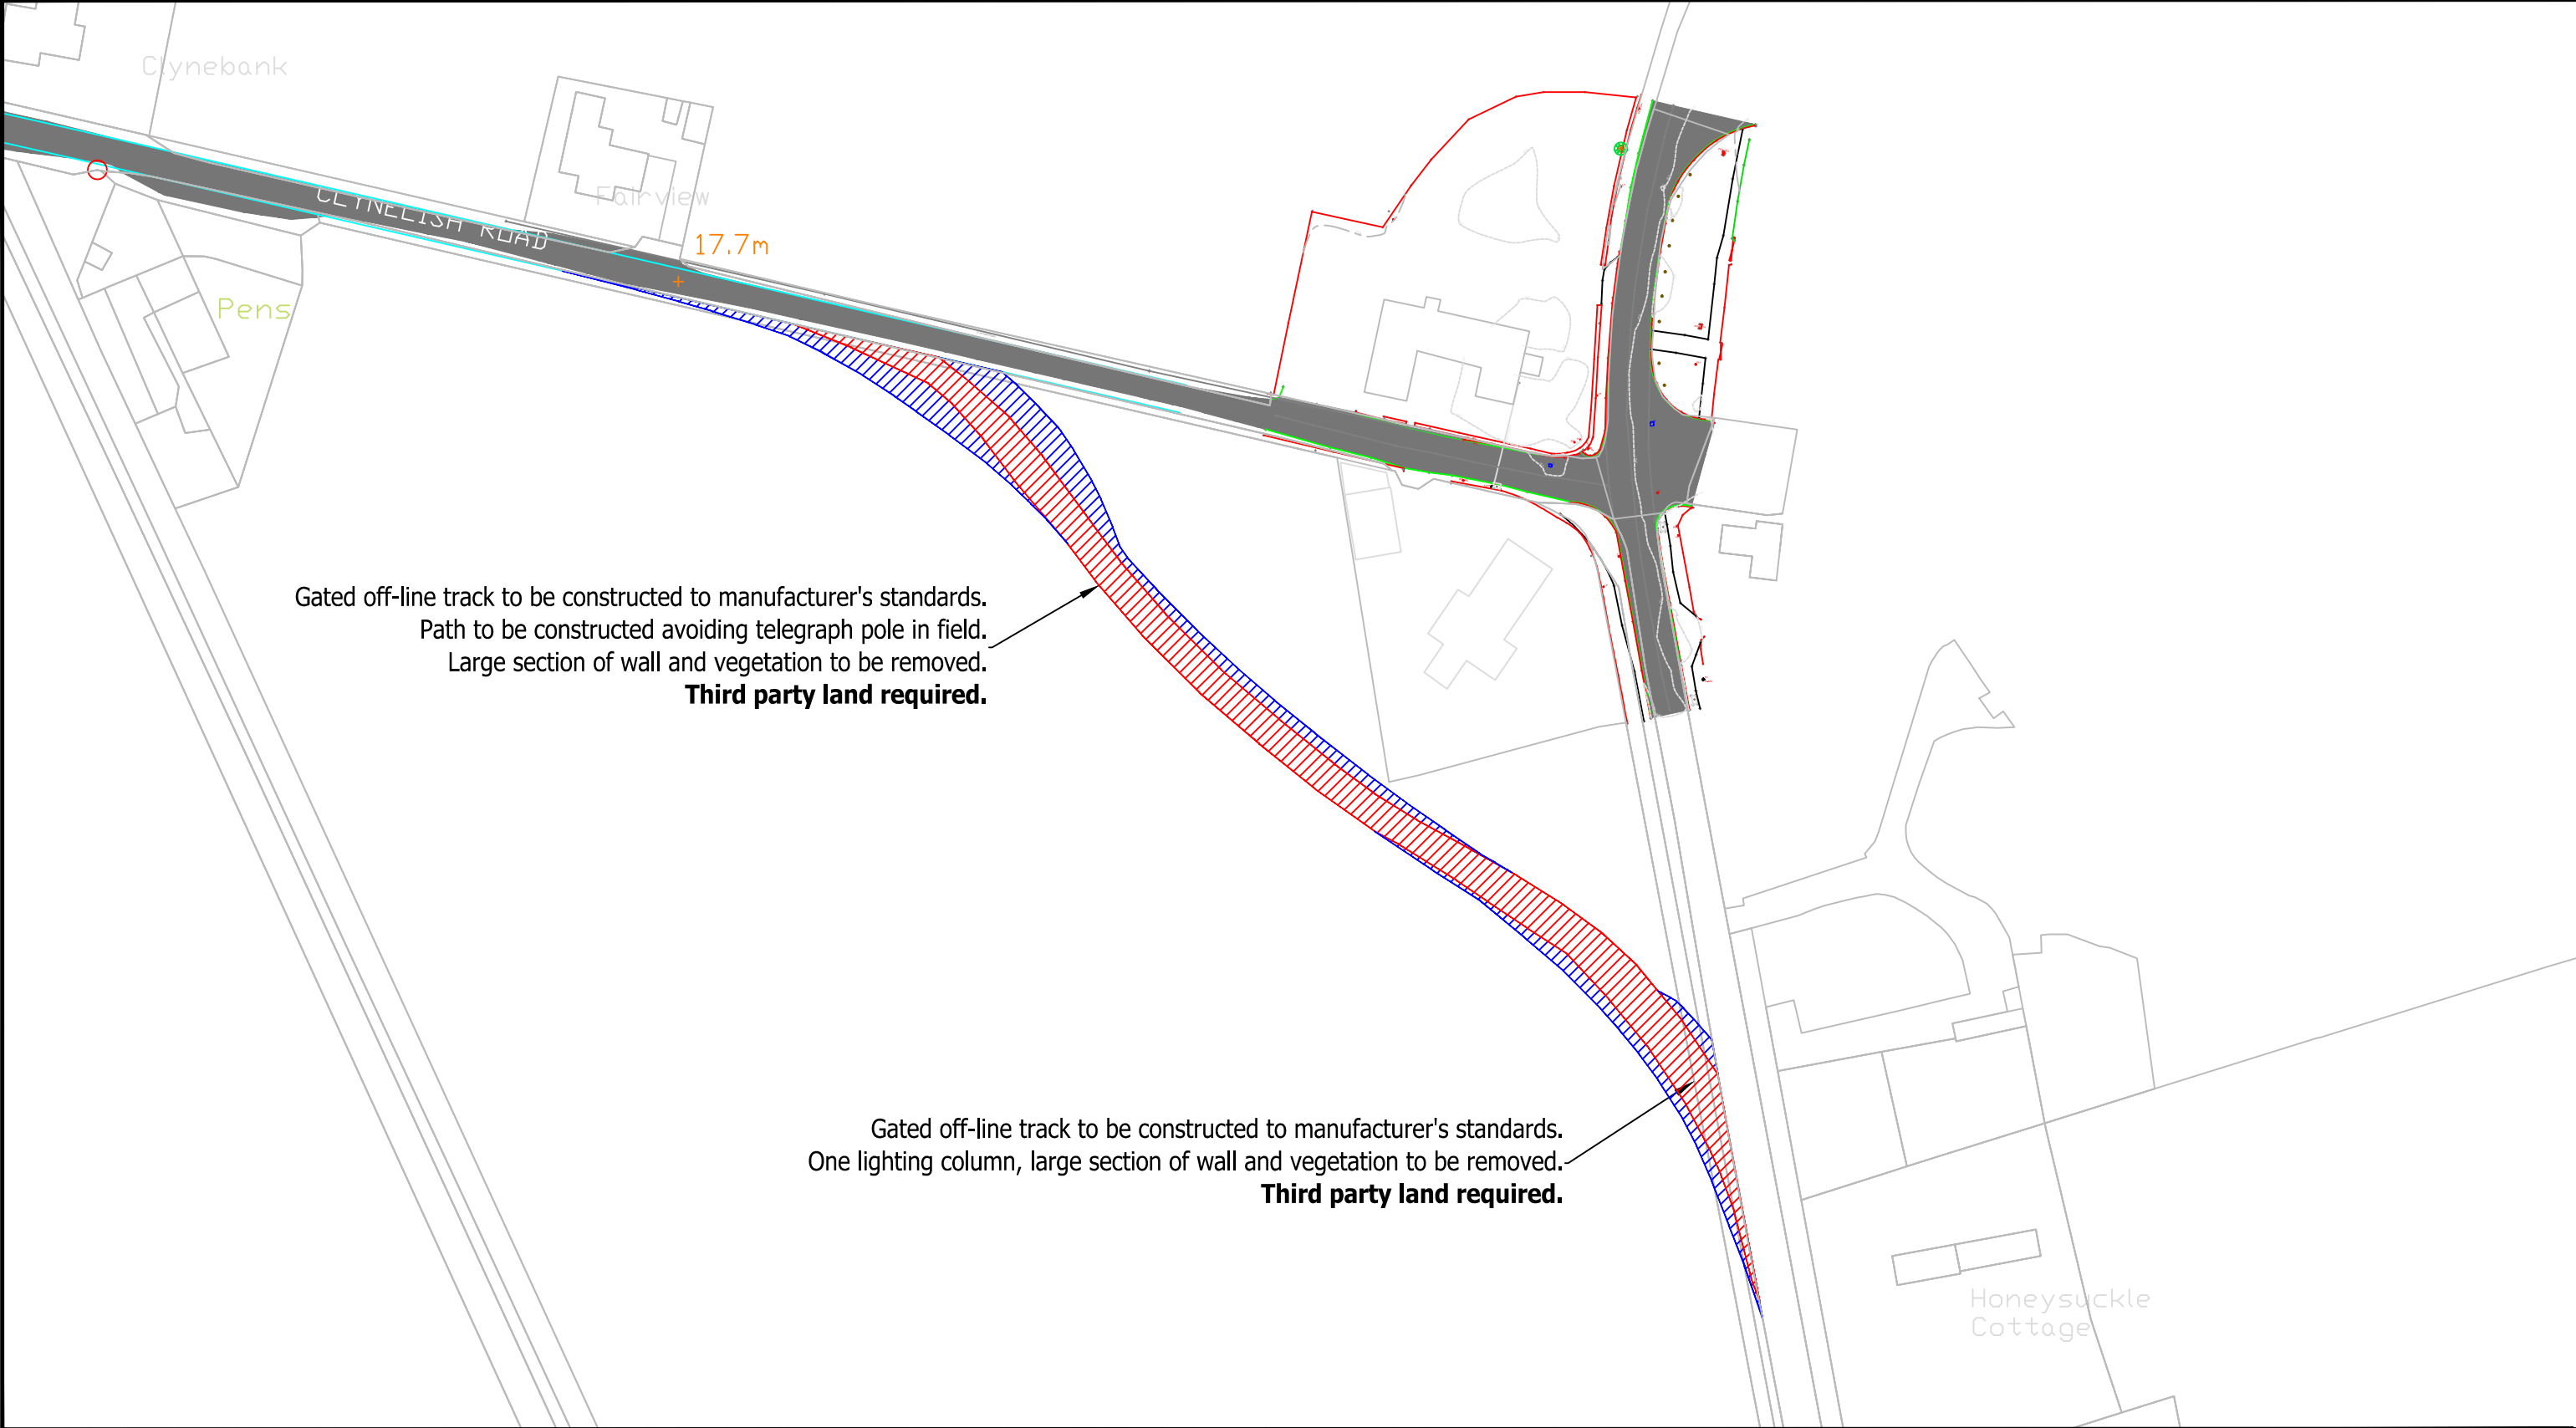 Clynebank
Fairview
CLYNELISH ROAD
17.7m
Pens
Gated off-line track to be constructed to manufacturer's standards.
Path to be constructed avoiding telegraph pole in field.
Large section of wall and vegetation to be removed.
Third party land required.
Gated off-line track to be constructed to manufacturer's standards.
One lighting column, large section of wall and vegetation to be removed.
Third party land required.
Honeysuckle
Cottage